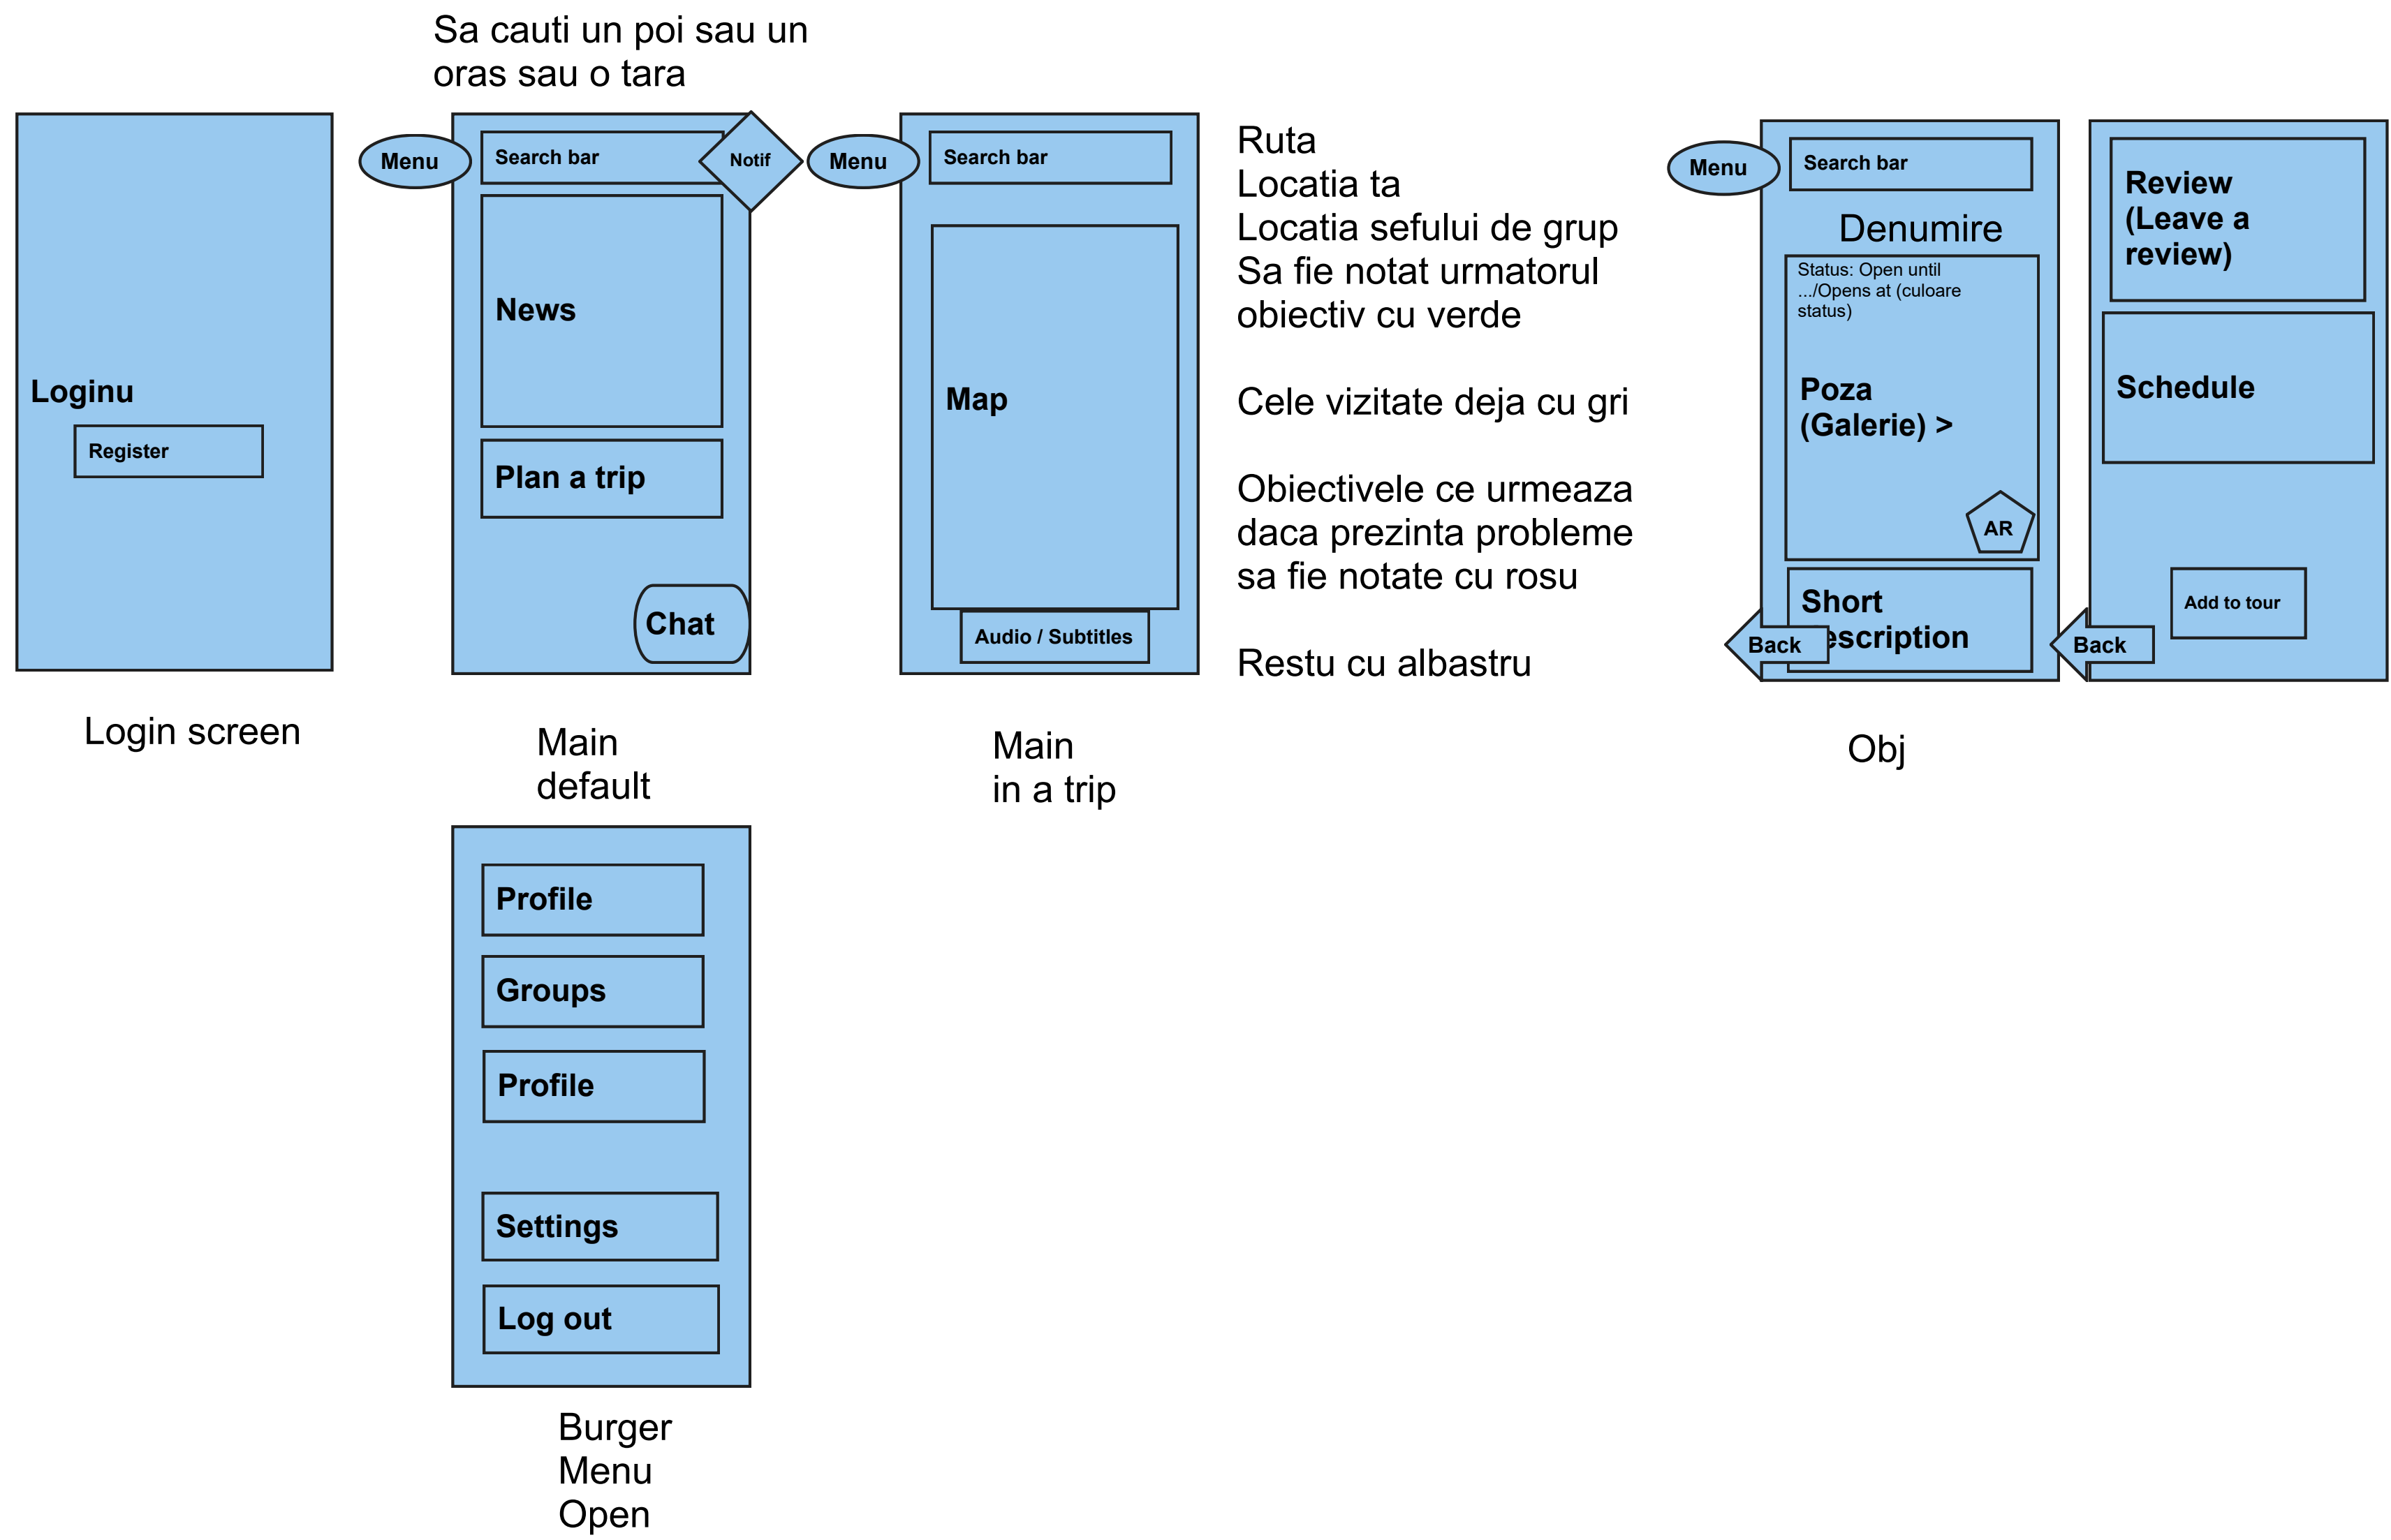 Sa cauti un poi sau un
oras sau o tara
Loginu
Register
Login screen
Menu
Search bar
Notif
News
Plan a trip
Chat
Main
default
Menu
Search bar
Map
Audio / Subtitles
Main
in a trip
Ruta
Locatia ta
Locatia sefului de grup
Sa fie notat urmatorul
obiectiv cu verde
Cele vizitate deja cu gri
Obiectivele ce urmeaza
daca prezinta probleme
sa fie notate cu rosu
Restu cu albastru
Menu
Search bar
Denumire
Status: Open until
.../Opens at (culoare
status)
Poza
(Galerie) >
AR
Short
escription
Back
Obj
Review
(Leave a
review)
Schedule
Add to tour
Back
Profile
Groups
Profile
Settings
Log out
Burger
Menu
Open